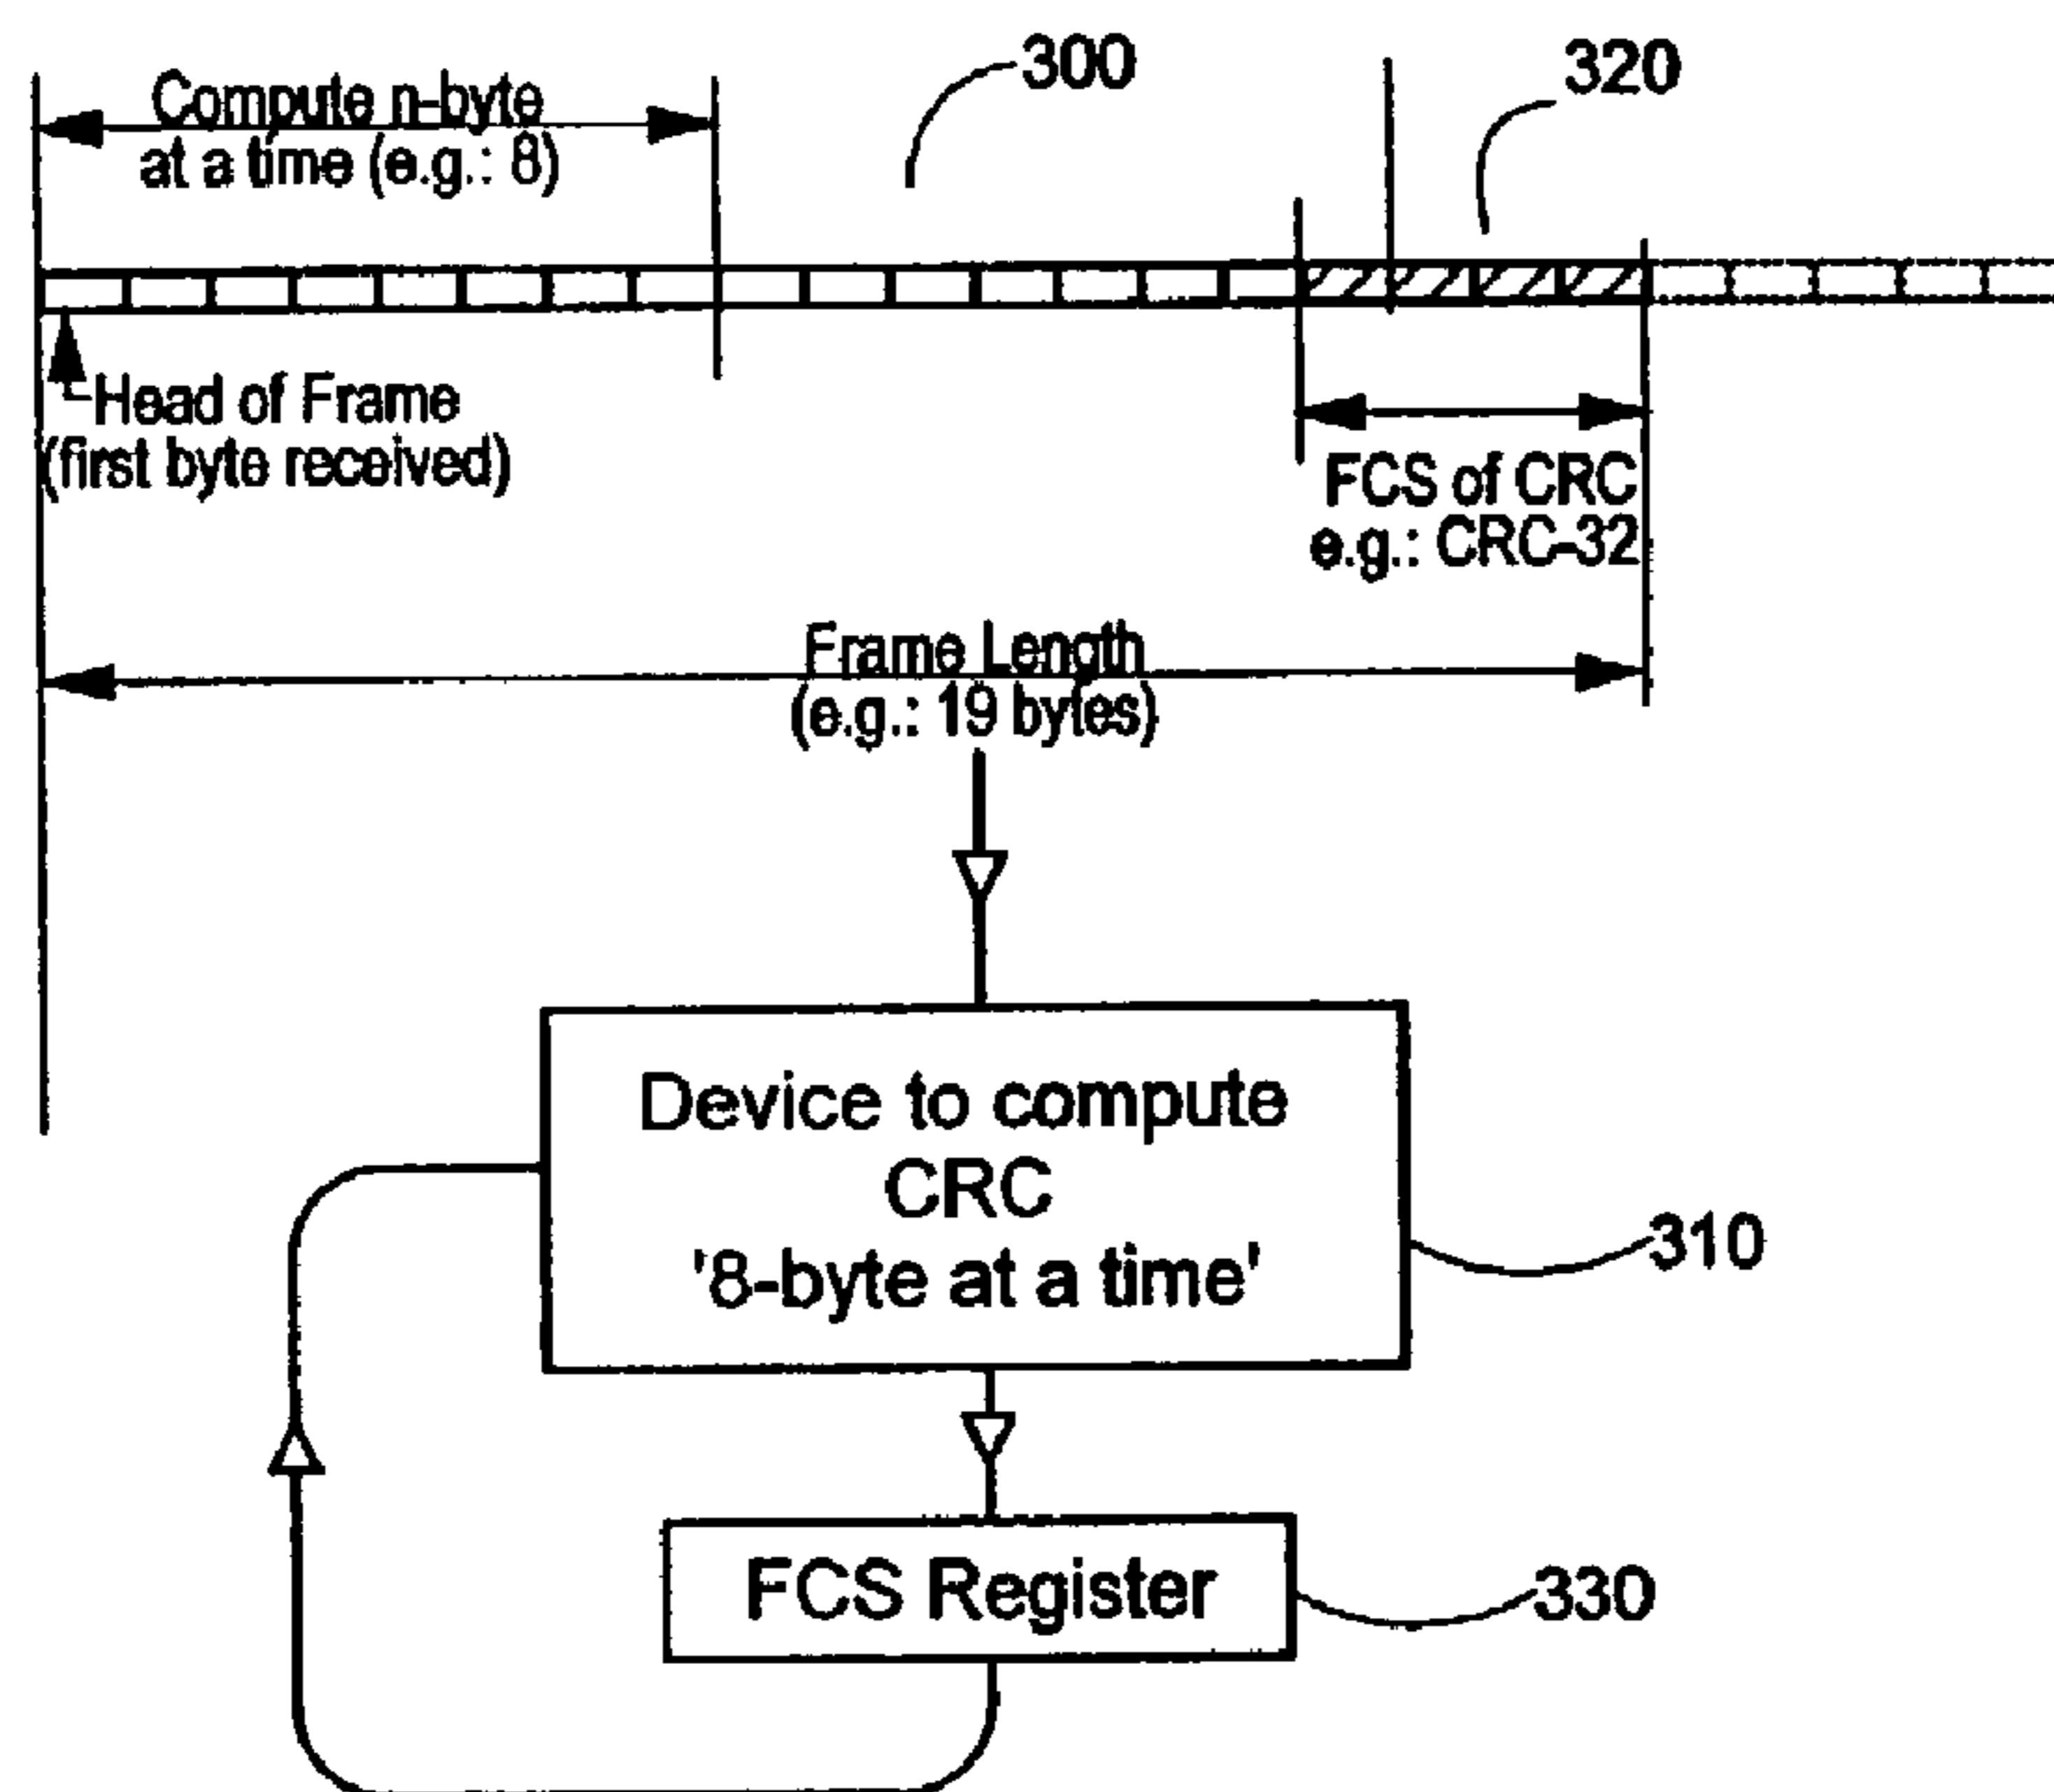 300
320
Compute n-byte
at a time (e.g.: 8)
Head of Frame
(first byte received)
FCS of CRC
e.g.: CRC-32
Frame Length
(e.g.: 19 bytes)
Device to compute
CRC
'8-byte at a time'
310
FCS Register
330